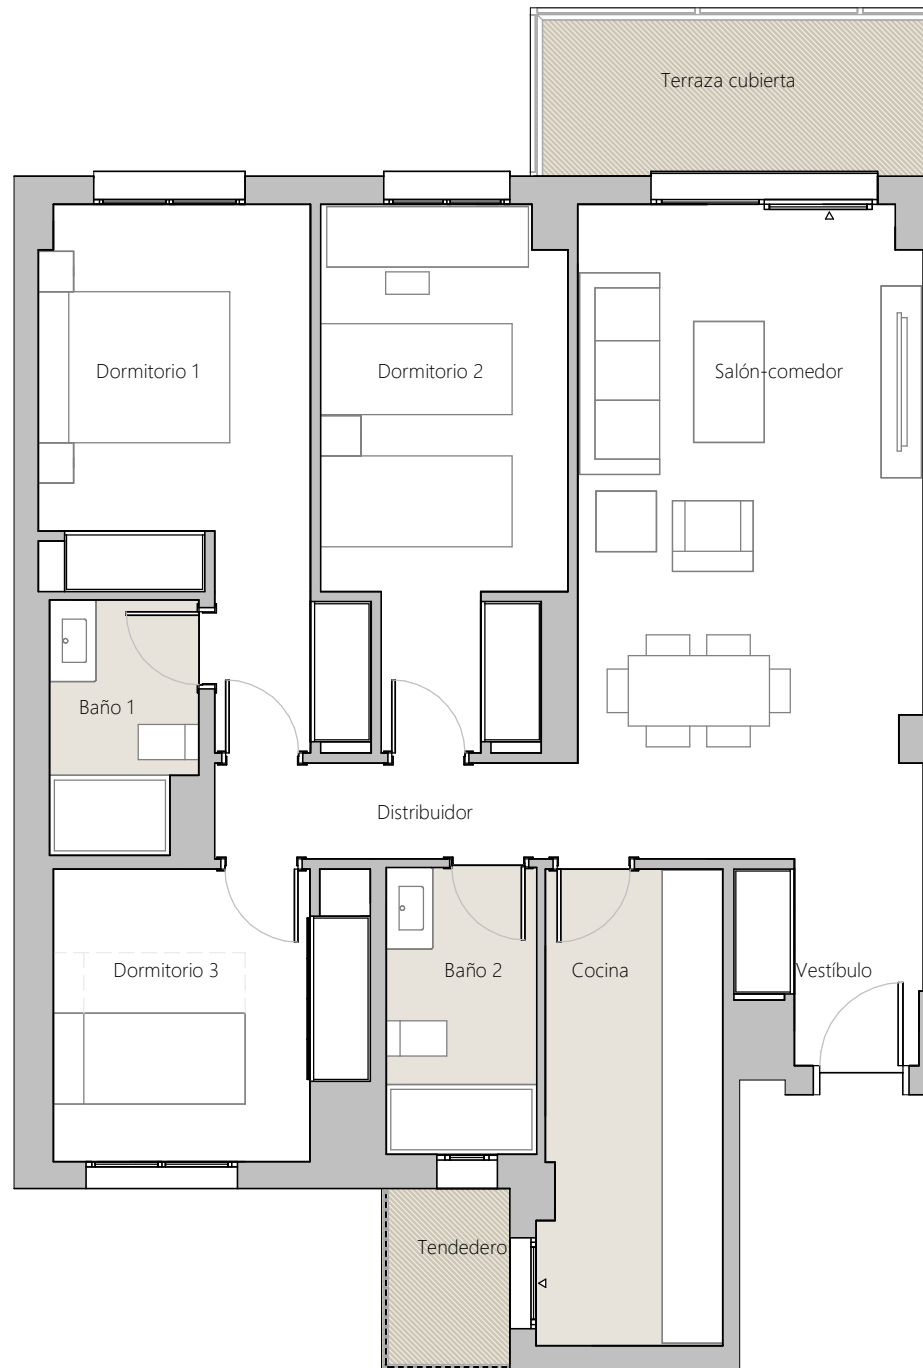 Terraza cubierta
Dormitorio 1
Dormitorio 2
Salón-comedor
Baño 1
Distribuidor
Dormitorio 3
Baño 2
Cocina
Vestíbulo
Tendedero